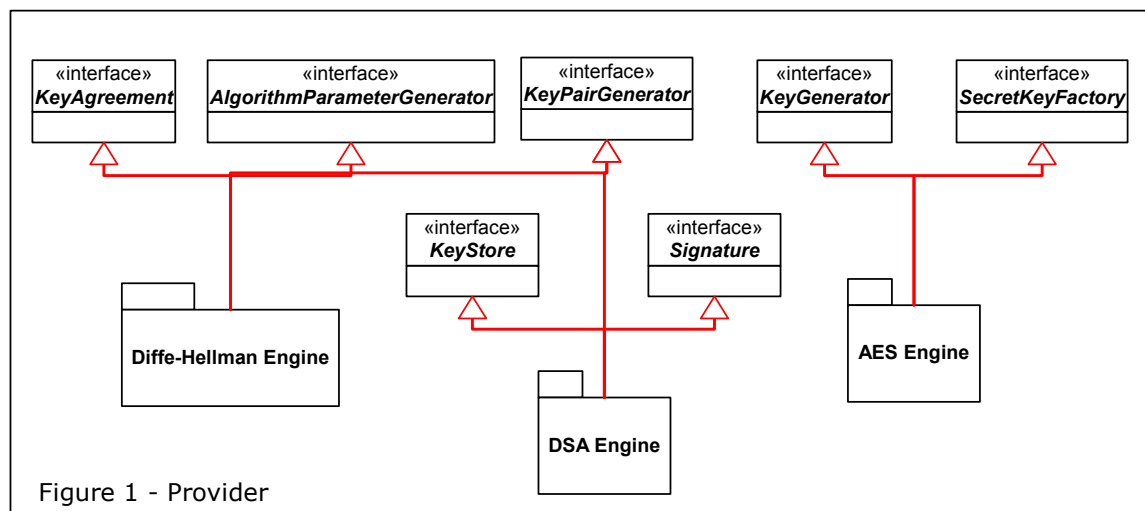 «interface»
KeyAgreement
«interface»
AlgorithmParameterGenerator
«interface»
KeyPairGenerator
«interface»
KeyGenerator
«interface»
SecretKeyFactory
«interface»
KeyStore
«interface»
Signature
Diffe-Hellman Engine
DSA Engine
AES Engine
Figure 1 - Provider